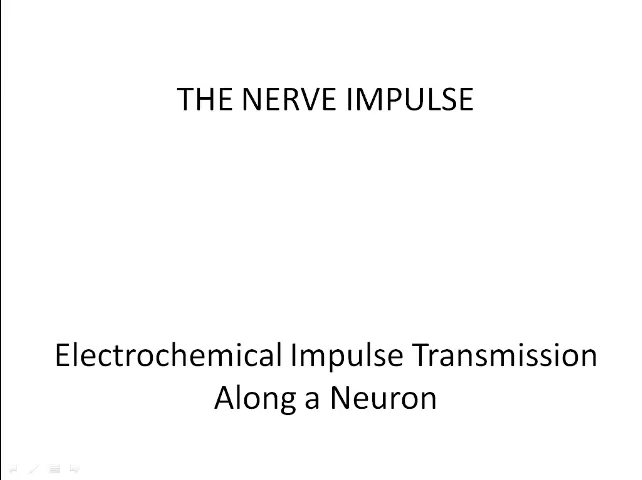 THE NERVE IMPULSE
Electrochemical Impulse Transmission
Along a Neuron